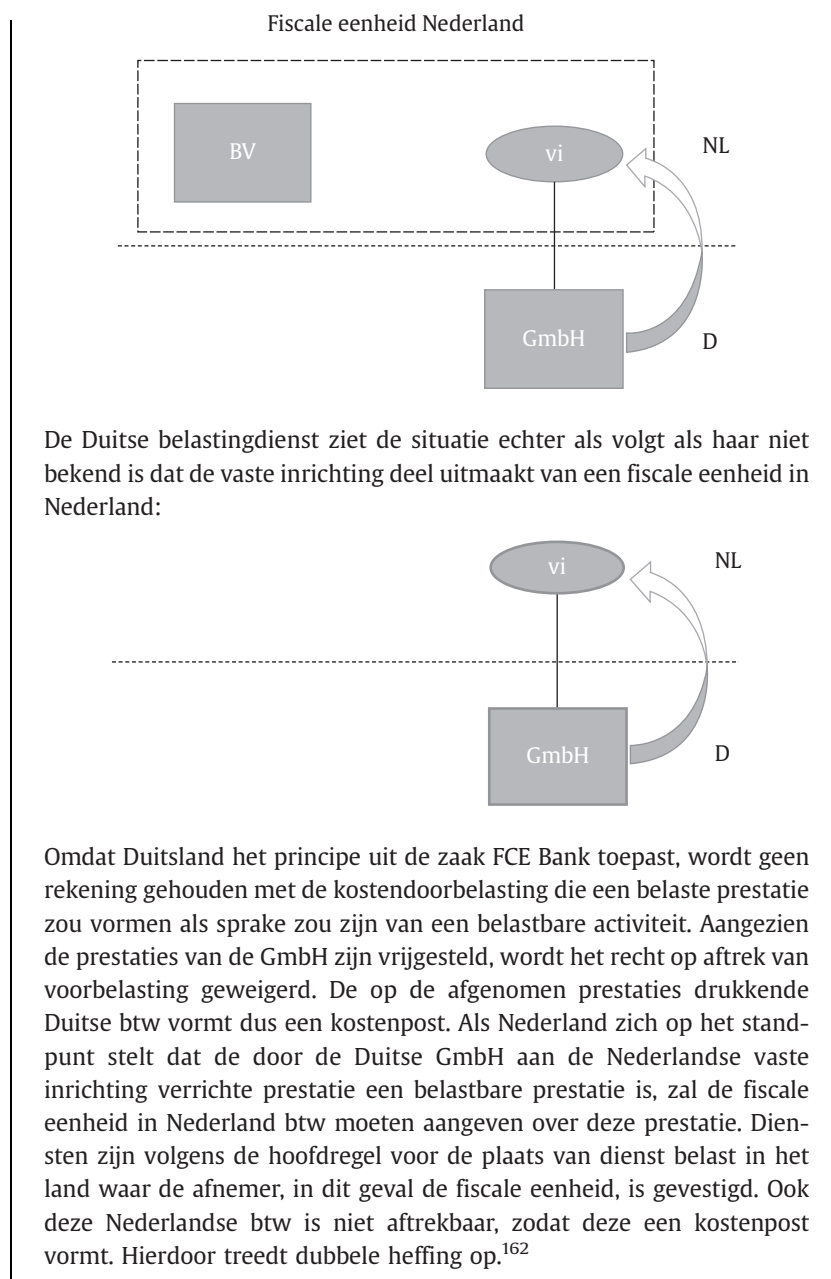 Fiscale eenheid Nederland
BV
vi
NL
GmbH
D
De Duitse belastingdienst ziet de situatie echter als volgt als haar niet
bekend is dat de vaste inrichting deel uitmaakt van een fiscale eenheid in
Nederland:
vi
NL
GmbH
D
Omdat Duitsland het principe uit de zaak FCE Bank toepast, wordt geen
rekening gehouden met de kostendoorbelasting die een belaste prestatie
zou vormen als sprake zou zijn van een belastbare activiteit. Aangezien
de prestaties van de GmbH zijn vrijgesteld, wordt het recht op aftrek van
voorbelasting geweigerd. De op de afgenomen prestaties drukkende
Duitse btw vormt dus een kostenpost. Als Nederland zich op het stand-
punt stelt dat de door de Duitse GmbH aan de Nederlandse vaste
inrichting verrichte prestatie een belastbare prestatie is, zal de fiscale
eenheid in Nederland btw moeten aangeven over deze prestatie. Dien-
sten zijn volgens de hoofdregel voor de plaats van dienst belast in het
land waar de afnemer, in dit geval de fiscale eenheid, is gevestigd. Ook
deze Nederlandse btw is niet aftrekbaar, zodat deze een kostenpost
vormt. Hierdoor treedt dubbele heffing op.162